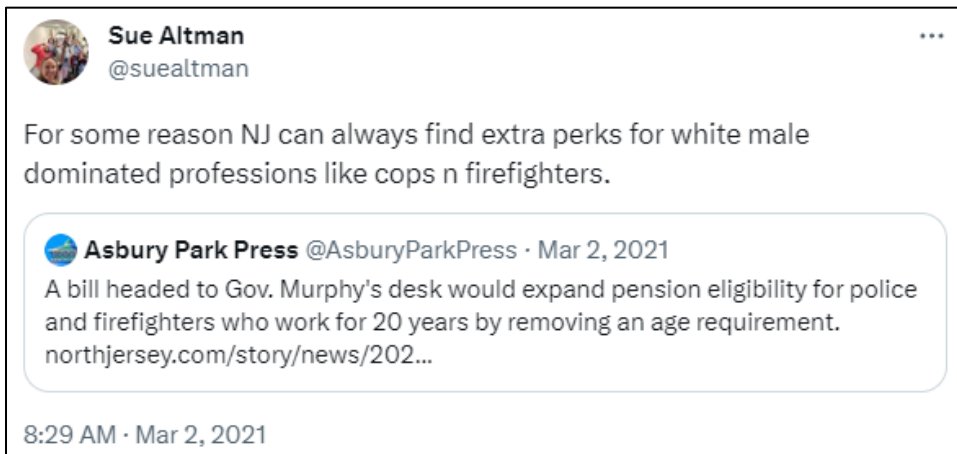 Sue Altman
@suealtman
For some reason NJ can always find extra perks for white male
dominated professions like cops n firefighters.
Asbury Park Press @AsburyParkPress · Mar 2, 2021
A bill headed to Gov. Murphy's desk would expand pension eligibility for police
and firefighters who work for 20 years by removing an age requirement.
northjersey.com/story/news/202...
8:29 AM · Mar 2, 2021